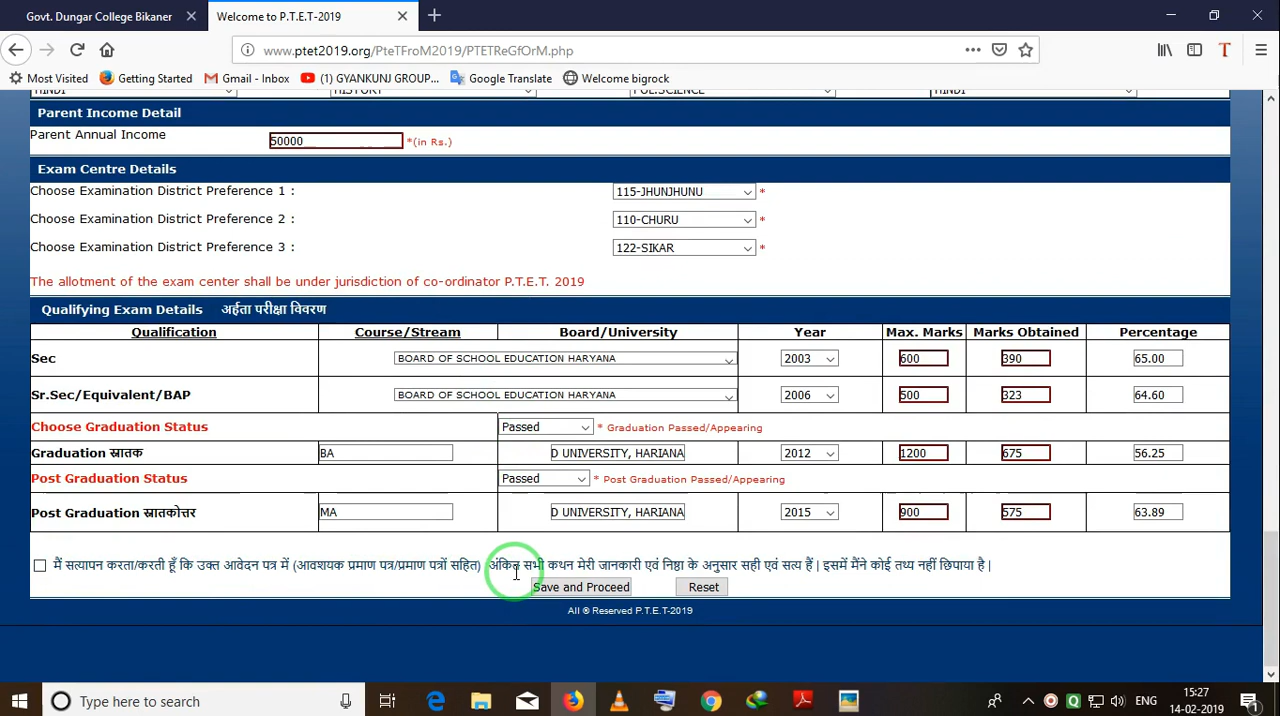 Govt. Dungar College Bikaner
Welcome to P.T.E.T-2019
www.ptet2019.org/PteTFroM2019/PTETReGfOrM.php
Most Visited Getting Started Gmail - Inbox (1) GYANKUNJ GROUP... Google Translate Welcome bigrock
HINDI HISTORY POL.SCIENCE HINDI
Parent Income Detail
Parent Annual Income 50000 *(in Rs.)
Exam Centre Details
Choose Examination District Preference 1 : 115-JHUNJHUNU *
Choose Examination District Preference 2 : 110-CHURU *
Choose Examination District Preference 3 : 122-SIKAR *
The allotment of the exam center shall be under jurisdiction of co-ordinator P.T.E.T. 2019
Qualifying Exam Details अर्हता परीक्षा विवरण
Qualification Course/Stream Board/University Year Max. Marks Marks Obtained Percentage
Sec BOARD OF SCHOOL EDUCATION HARYANA 2003 600 390 65.00
Sr.Sec/Equivalent/BAP BOARD OF SCHOOL EDUCATION HARYANA 2006 500 323 64.60
Choose Graduation Status Passed * Graduation Passed/Appearing
Graduation स्नातक BA D UNIVERSITY, HARIANA 2012 1200 675 56.25
Post Graduation Status Passed * Post Graduation Passed/Appearing
Post Graduation स्नातकोत्तर MA D UNIVERSITY, HARIANA 2015 900 575 63.89
मैं सत्यापन करता/करती हूँ कि उक्त आवेदन पत्र में (आवशयक प्रमाण पत्र/प्रमाण पत्रों सहित) अंकित सभी कथन मेरी जानकारी एवं निष्ठा के अनुसार सही एवं सत्य हैं | इसमें मैंने कोई तथ्य नहीं छिपाया है |
Save and Proceed Reset
All ® Reserved P.T.E.T-2019
Type here to search
ENG 15:27
14-02-2019